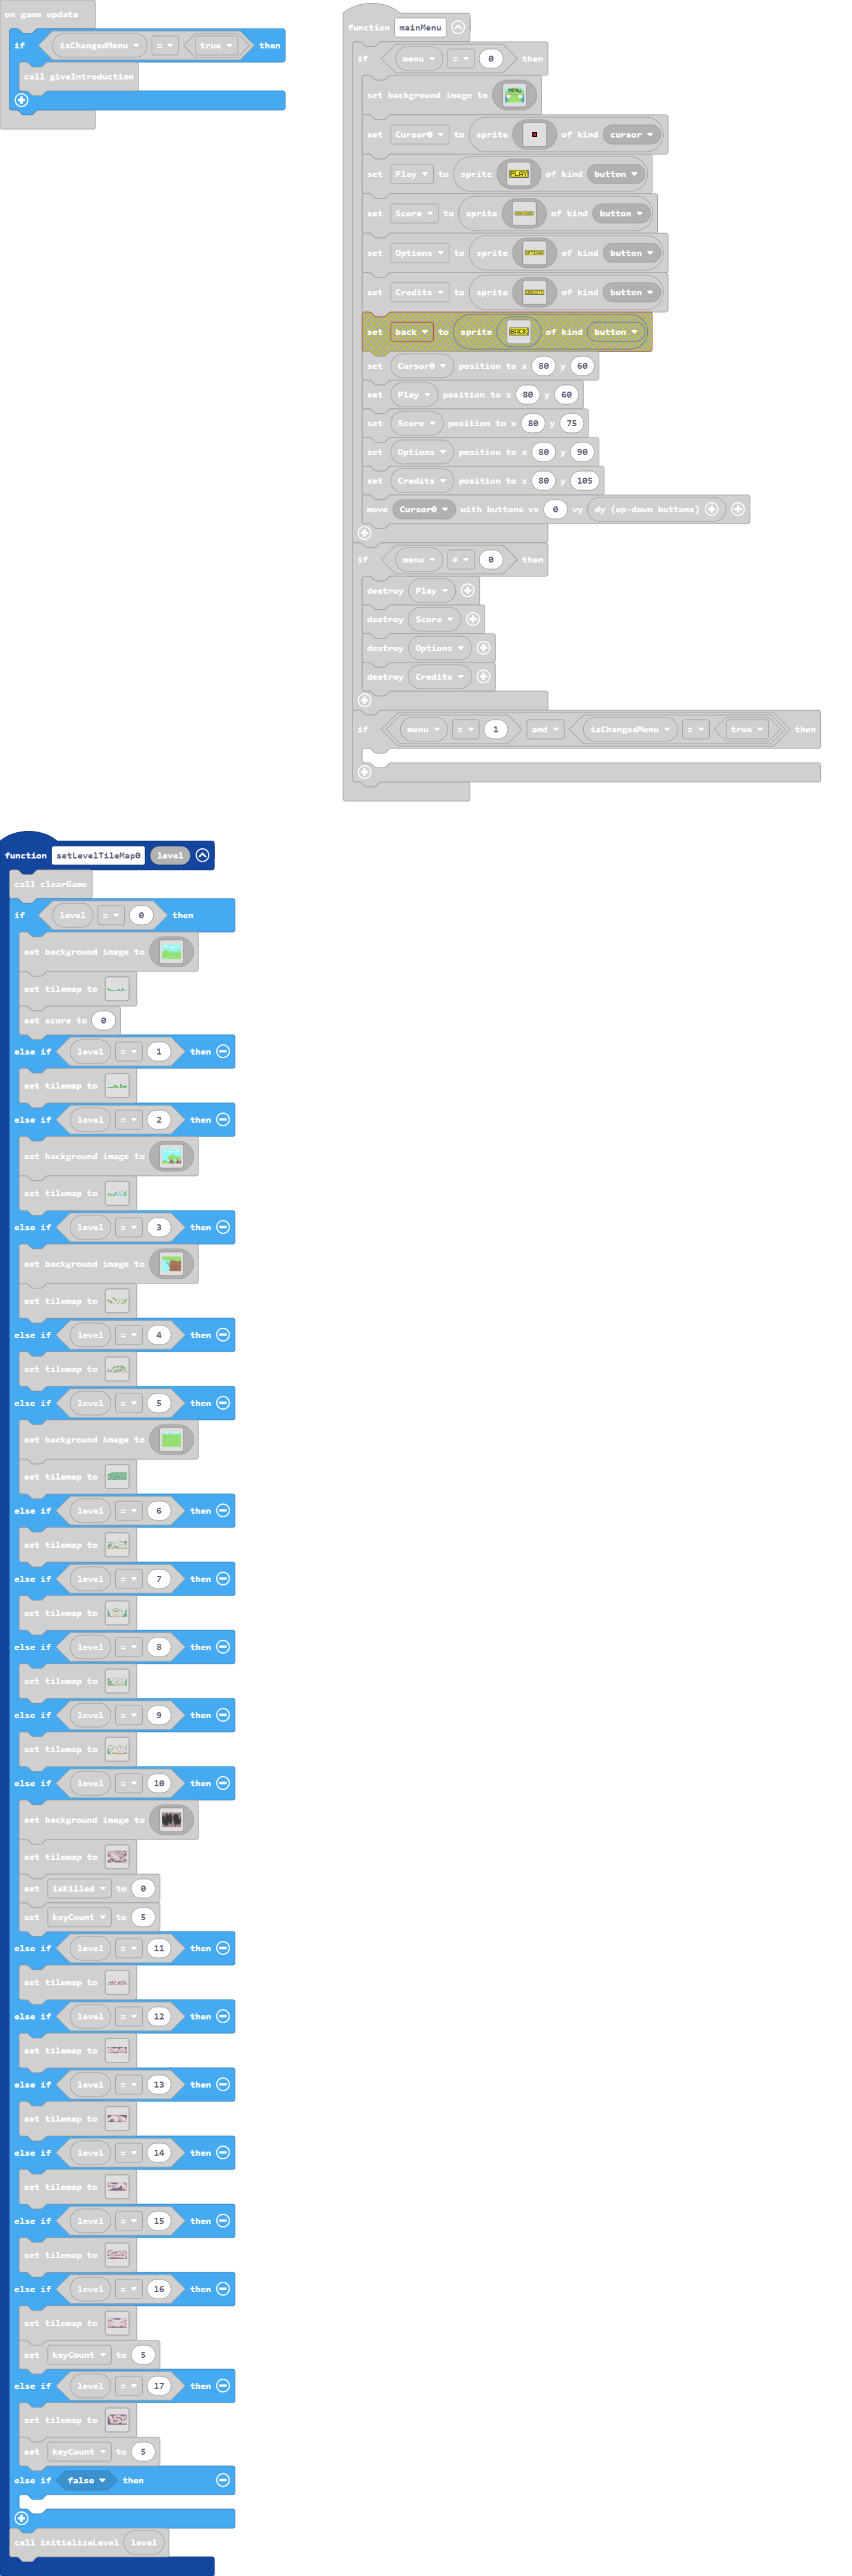 on game update
if isChangedMenu = true then
call giveIntroduction
function mainMenu
if menu = 0 then
set background image to MENU
set Cursor0 to sprite of kind cursor
set Play to sprite PLAY of kind button
set Score to sprite of kind button
set Options to sprite OPTIONS of kind button
set Credits to sprite CREDITS of kind button
set back to sprite BACK of kind button
set Cursor0 position to x 80 y 60
set Play position to x 80 y 60
set Score position to x 80 y 75
set Options position to x 80 y 90
set Credits position to x 80 y 105
move Cursor0 with buttons vx 0 vy dy (up-down buttons)
if menu ≠ 0 then
destroy Play
destroy Score
destroy Options
destroy Credits
if menu = 1 and isChangedMenu = true then
function setLevelTileMap0 level
call clearGame
if level = 0 then
set background image to
set tilemap to
set score to 0
else if level = 1 then
set tilemap to
else if level = 2 then
set background image to
set tilemap to
else if level = 3 then
set background image to
set tilemap to
else if level = 4 then
set tilemap to
else if level = 5 then
set background image to
set tilemap to
else if level = 6 then
set tilemap to
else if level = 7 then
set tilemap to
else if level = 8 then
set tilemap to
else if level = 9 then
set tilemap to
else if level = 10 then
set background image to
set tilemap to
set isKilled to 0
set keyCount to 5
else if level = 11 then
set tilemap to
else if level = 12 then
set tilemap to
else if level = 13 then
set tilemap to
else if level = 14 then
set tilemap to
else if level = 15 then
set tilemap to
else if level = 16 then
set tilemap to
set keyCount to 5
else if level = 17 then
set tilemap to
set keyCount to 5
else if false then
call initializeLevel level